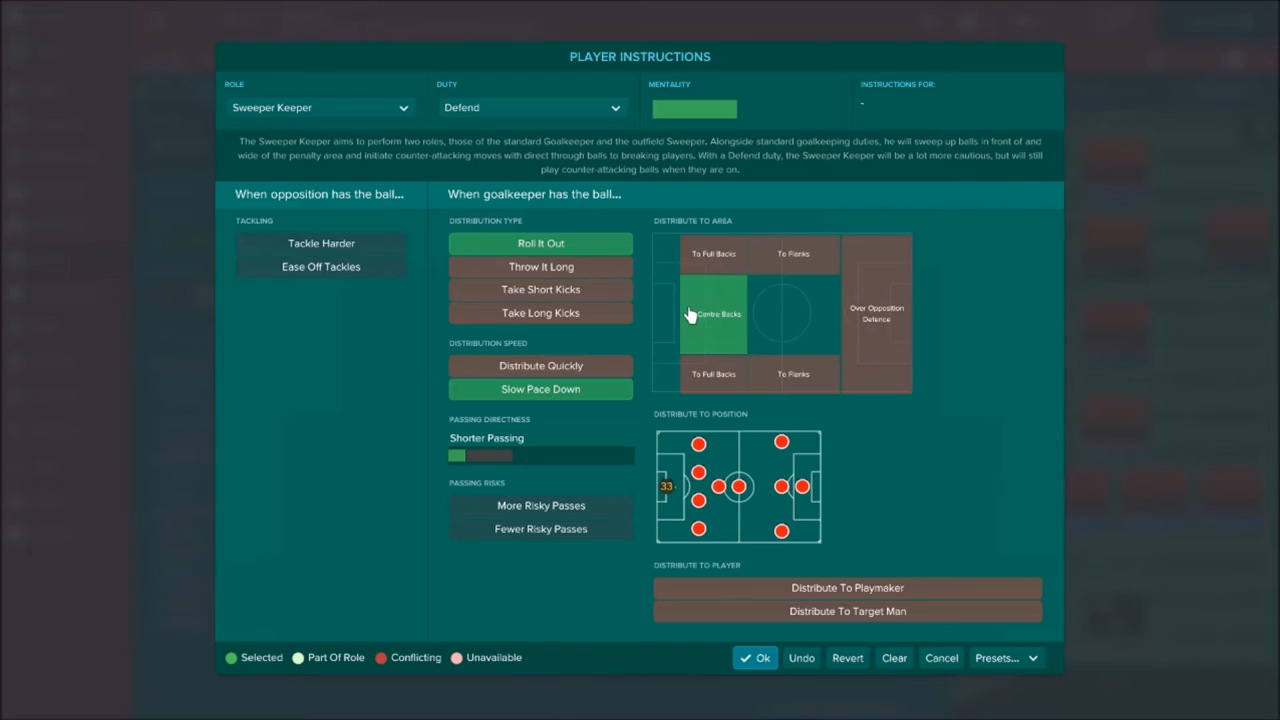 PLAYER INSTRUCTIONS
ROLE
DUTY
MENTALITY
INSTRUCTIONS FOR:
Sweeper Keeper
Defend
-
The Sweeper Keeper aims to perform two roles, those of the standard Goalkeeper and the outfield Sweeper. Alongside standard goalkeeping duties, he will sweep up balls in front of and
wide of the penalty area and initiate counter-attacking moves with direct through balls to breaking players. With a Defend duty, the Sweeper Keeper will be a lot more cautious, but will still
play counter-attacking balls when they are on.
When opposition has the ball...
When goalkeeper has the ball...
TACKLING
Tackle Harder
Ease Off Tackles
DISTRIBUTION TYPE
Roll It Out
Throw It Long
Take Short Kicks
Take Long Kicks
DISTRIBUTION SPEED
Distribute Quickly
Slow Pace Down
PASSING DIRECTNESS
Shorter Passing
PASSING RISKS
More Risky Passes
Fewer Risky Passes
DISTRIBUTE TO AREA
To Full Backs
To Flanks
Centre Backs
Over Opposition
Defence
To Full Backs
To Flanks
DISTRIBUTE TO POSITION
33
DISTRIBUTE TO PLAYER
Distribute To Playmaker
Distribute To Target Man
Selected
Part Of Role
Conflicting
Unavailable
Ok
Undo
Revert
Clear
Cancel
Presets...